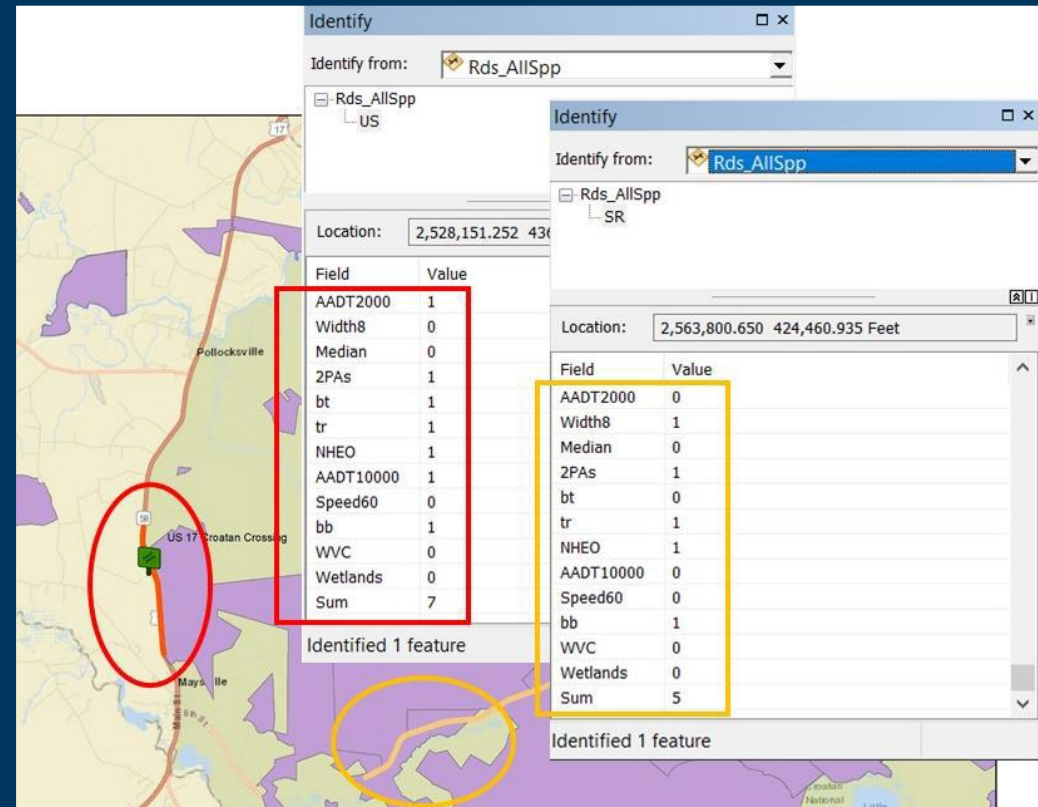 Identify
Identify from: Rds_AllSpp
Rds_AllSpp
US
Location: 2,528,151.252 436
Field Value
AADT2000 1
Width8 0
Median 0
2PAs 1
bt 1
tr 1
NHEO 1
AADT10000 1
Speed60 0
bb 1
WVC 0
Wetlands 0
Sum 7
Identified 1 feature
Identify
Identify from: Rds_AllSpp
Rds_AllSpp
SR
Location: 2,563,800.650 424,460.935 Feet
Field Value
AADT2000 0
Width8 1
Median 0
2PAs 1
bt 0
tr 1
NHEO 1
AADT10000 0
Speed60 0
bb 1
WVC 0
Wetlands 0
Sum 5
Identified 1 feature
17
Pollocksville
58
US 17 Croatan Crossing
Main St
National
Little